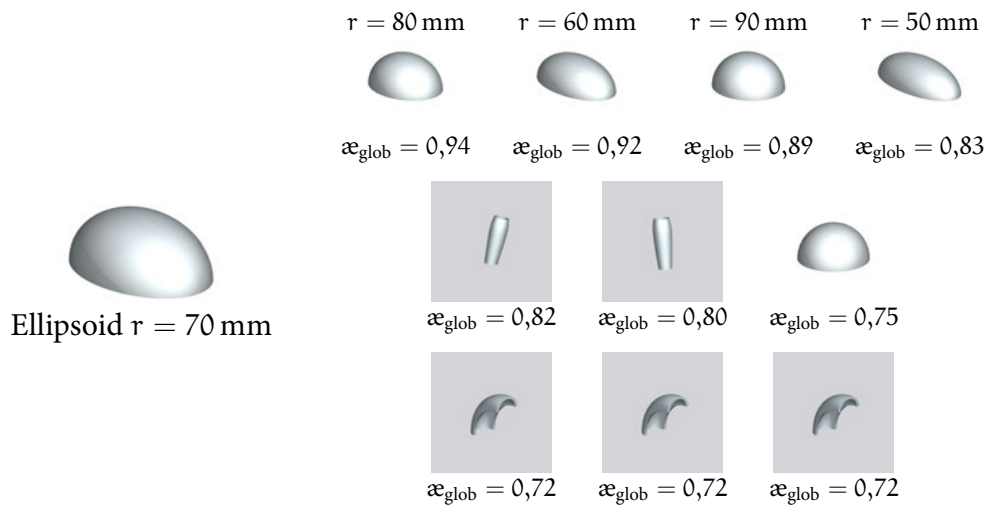 r = 80 mm r = 60 mm r = 90 mm r = 50 mm
æglob = 0,94 æglob = 0,92 æglob = 0,89 æglob = 0,83
Ellipsoid r = 70 mm
æglob = 0,82 æglob = 0,80 æglob = 0,75
æglob = 0,72 æglob = 0,72 æglob = 0,72